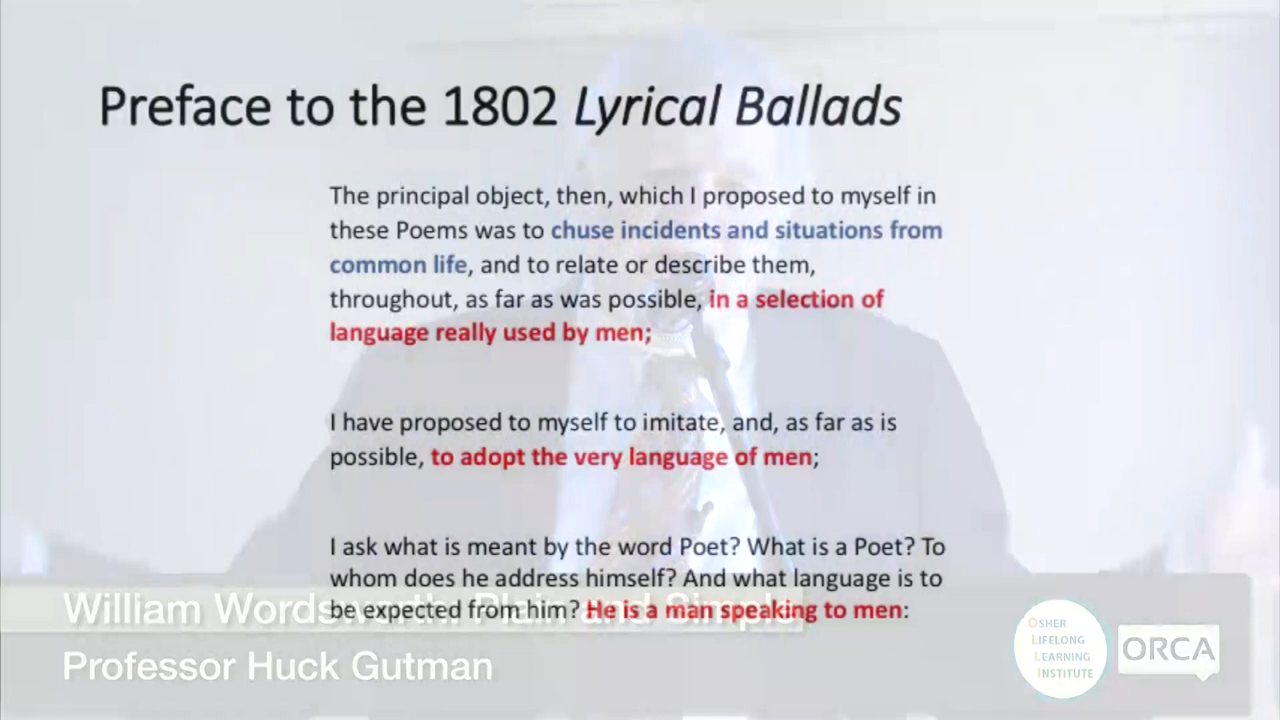 Preface to the 1802 Lyrical Ballads
The principal object, then, which I proposed to myself in
these Poems was to chuse incidents and situations from
common life, and to relate or describe them,
throughout, as far as was possible, in a selection of
language really used by men;
I have proposed to myself to imitate, and, as far as is
possible, to adopt the very language of men;
I ask what is meant by the word Poet? What is a Poet? To
whom does he address himself? And what language is to
be expected from him? He is a man speaking to men:
William Wordsworth: Plain and Simple
Professor Huck Gutman
OSHER
LIFELONG
LEARNING
INSTITUTE
ORCA